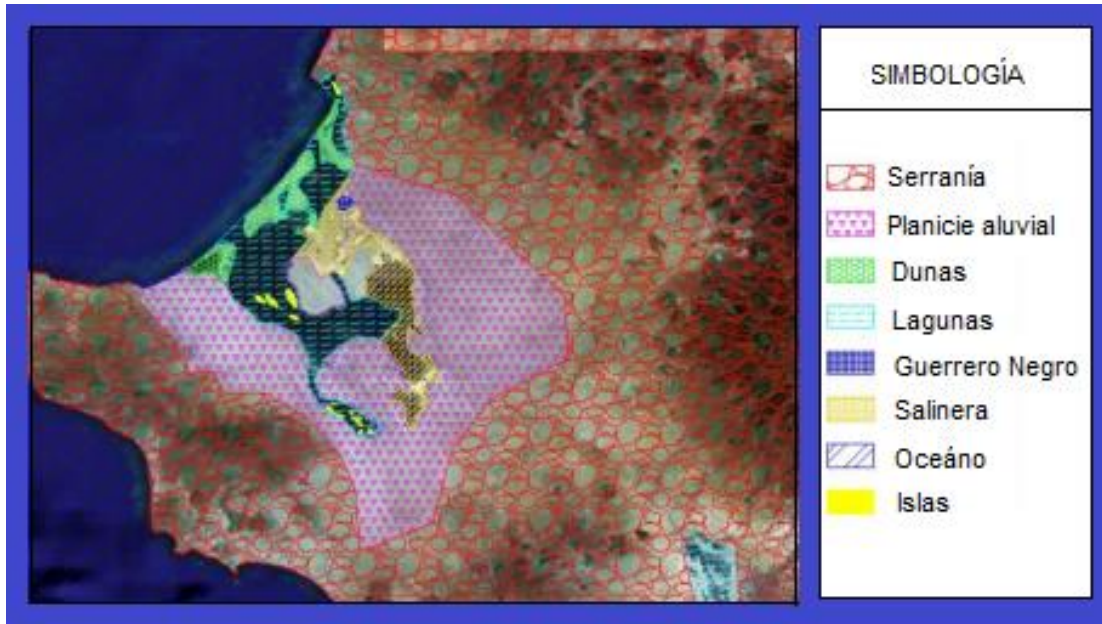 SIMBOLOGÍA
Serranía
Planicie aluvial
Dunas
Lagunas
Guerrero Negro
Salinera
Oceáno
Islas